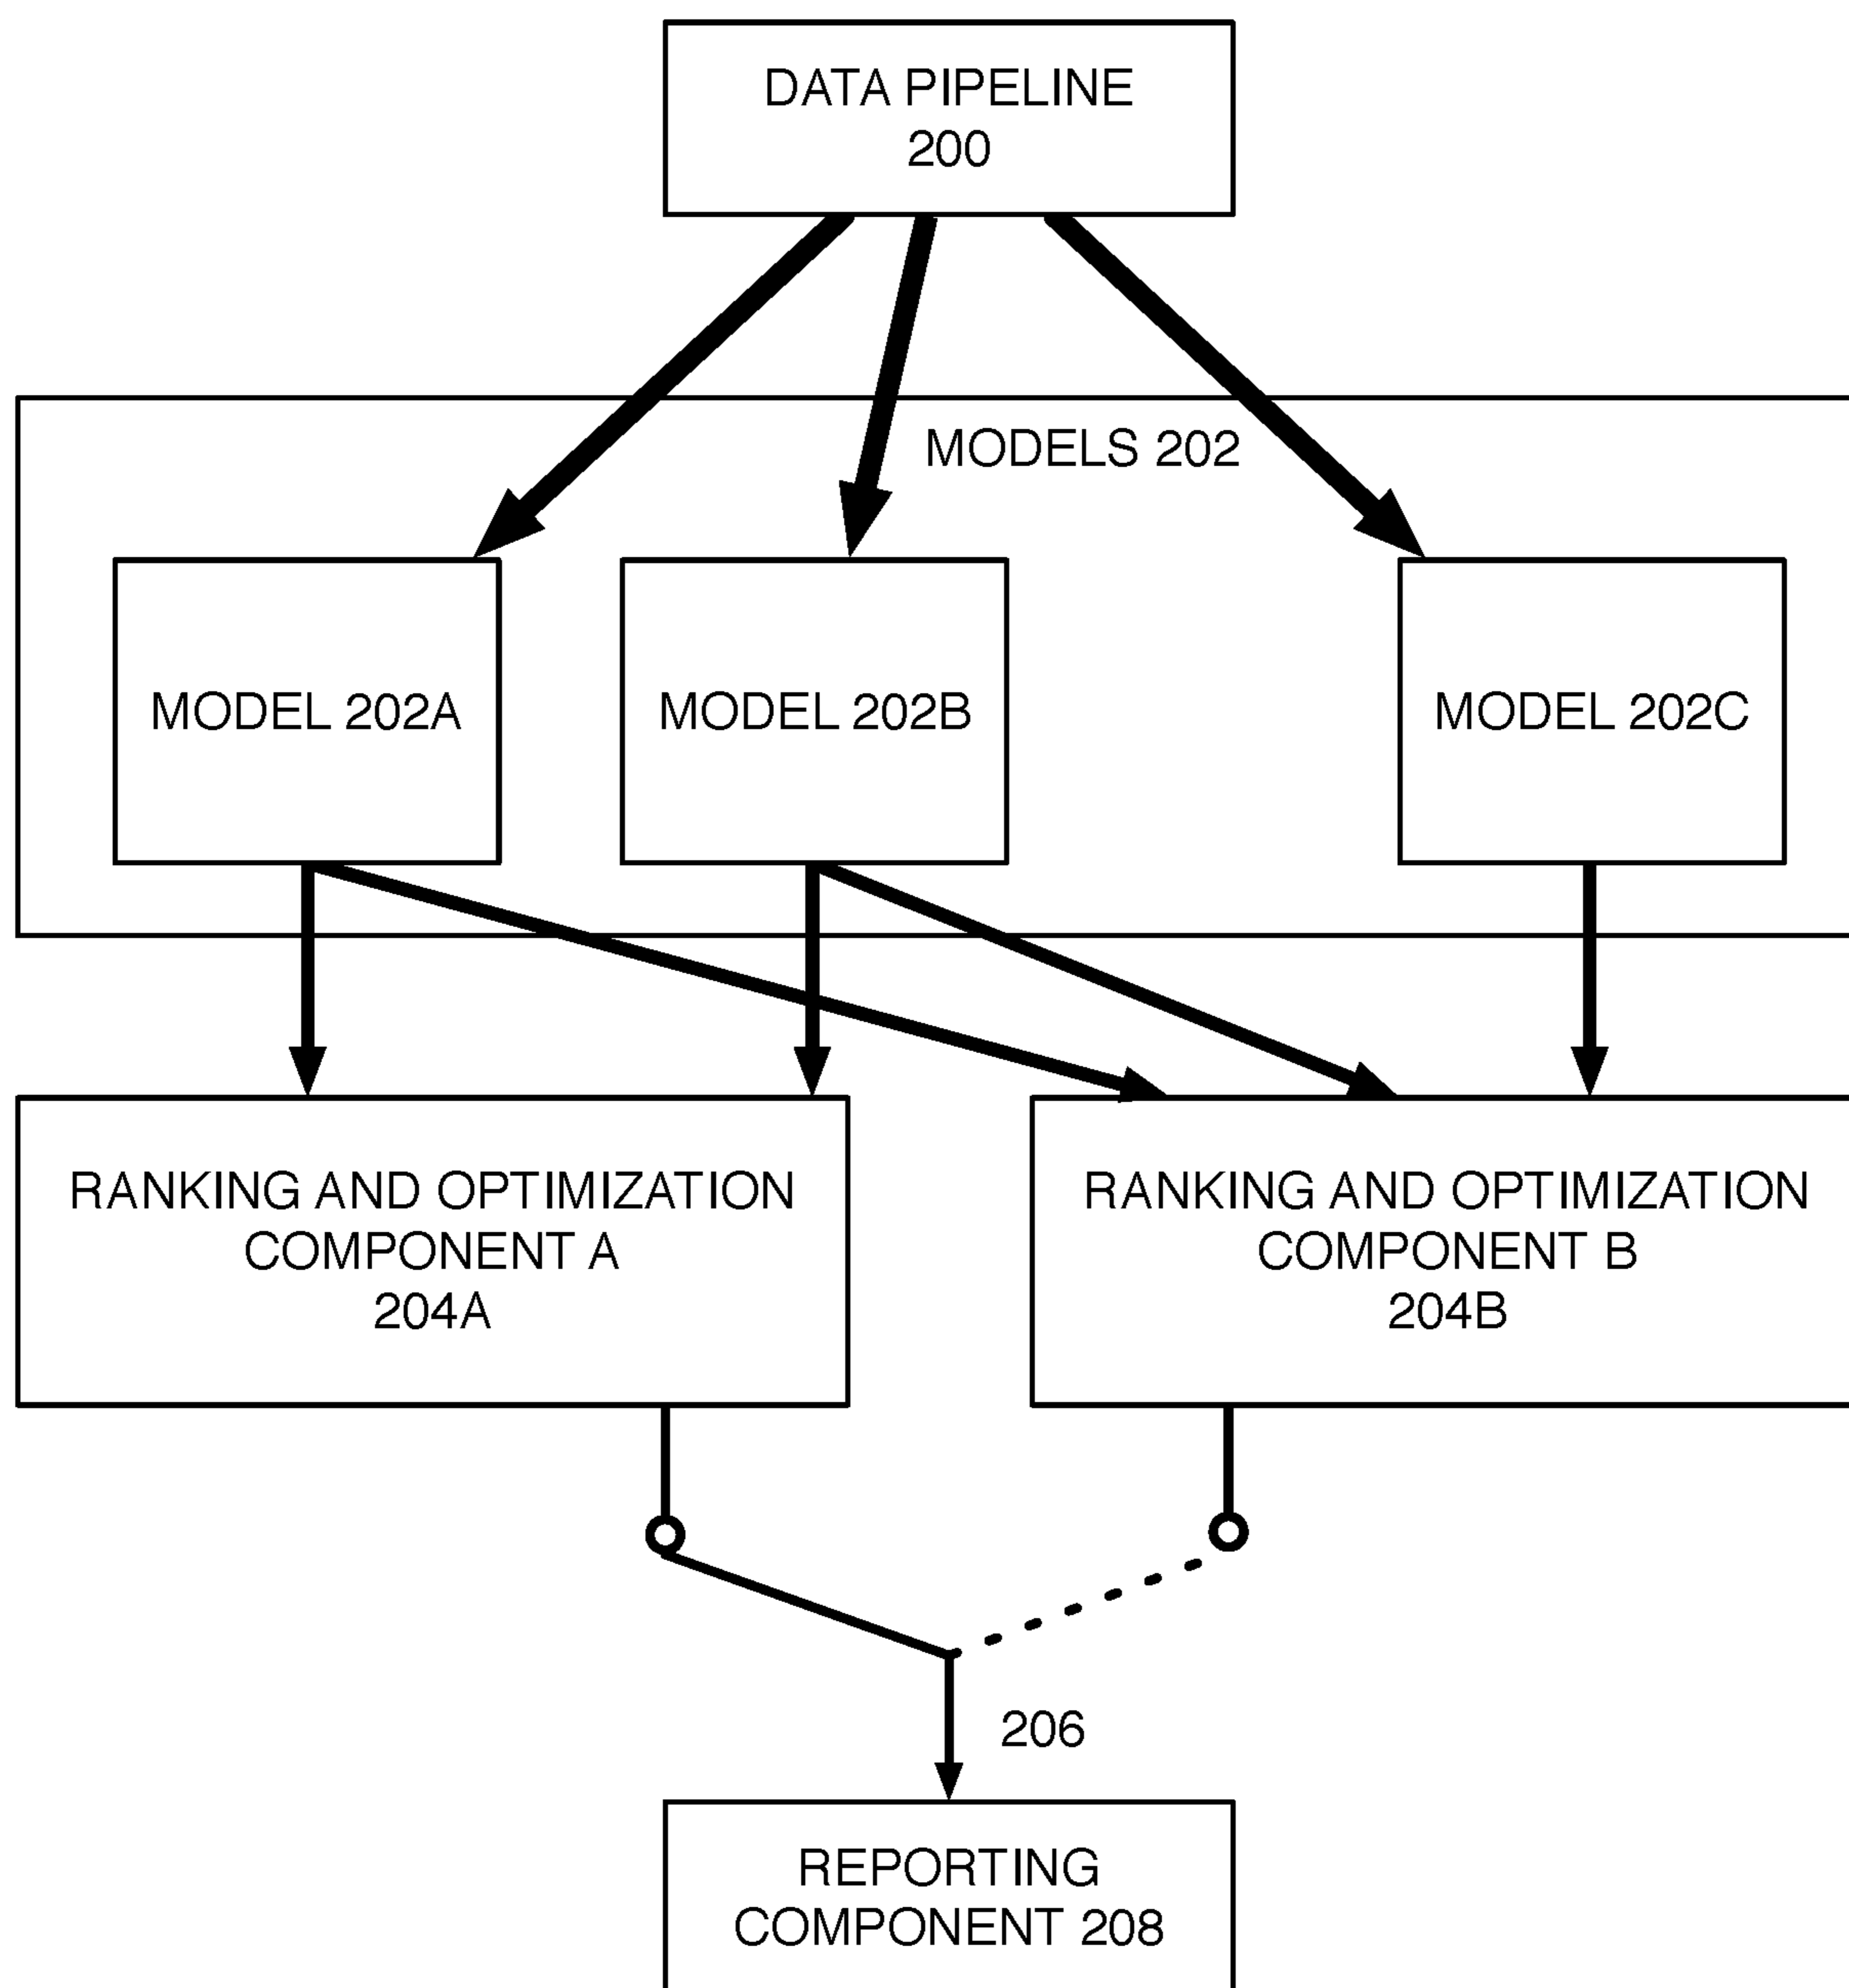 DATA PIPELINE
200
MODELS 202
MODEL 202A
MODEL 202B
MODEL 202C
RANKING AND OPTIMIZATION
COMPONENT A
204A
RANKING AND OPTIMIZATION
COMPONENT B
204B
206
REPORTING
COMPONENT 208